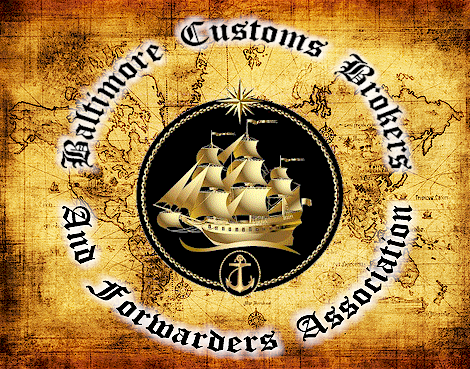 Baltimore Customs Brokers
And Forwarders Association